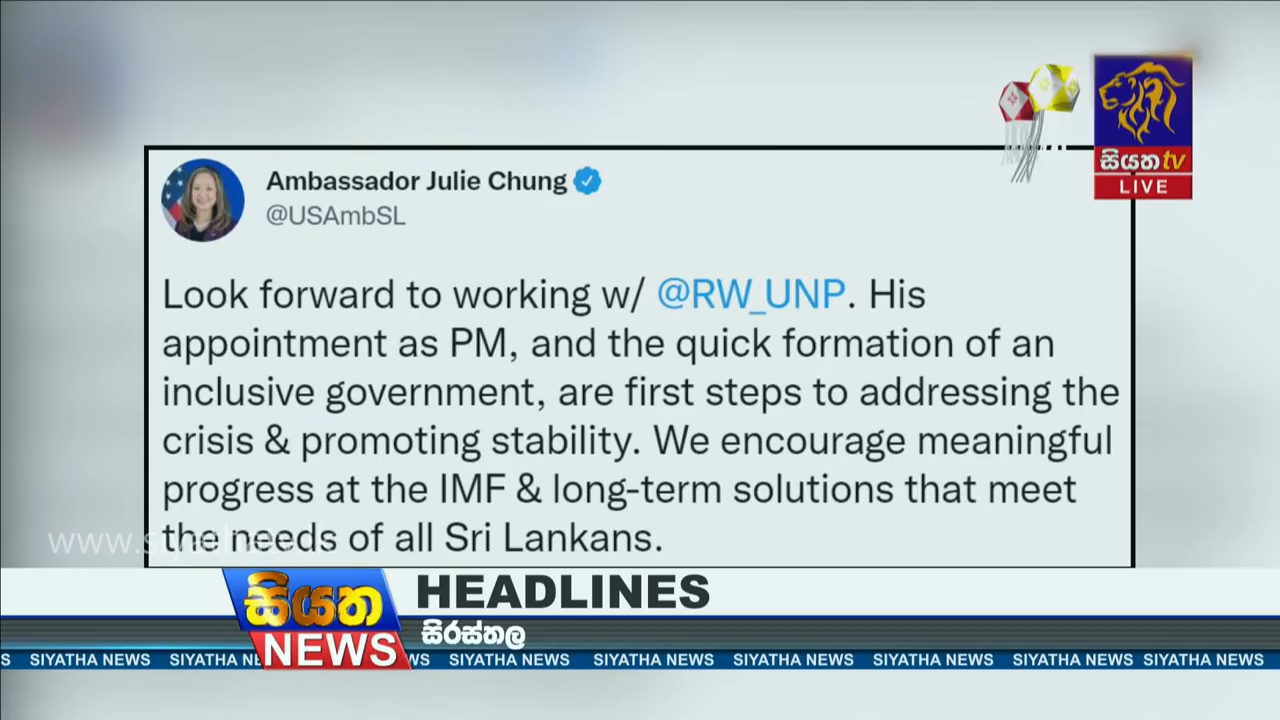 සියත tv
LIVE
Ambassador Julie Chung
@USAmbSL
Look forward to working w/ @RW_UNP. His
appointment as PM, and the quick formation of an
inclusive government, are first steps to addressing the
crisis & promoting stability. We encourage meaningful
progress at the IMF & long-term solutions that meet
the needs of all Sri Lankans.
සියත
NEWS
HEADLINES
සිරස්තල
S SIYATHA NEWS SIYATHA NE WS SIYATHA NEWS SIYATHA NEWS SIYATHA NEWS SIYATHA NEWS SIYATHA NEWS SIYATHA NEWS